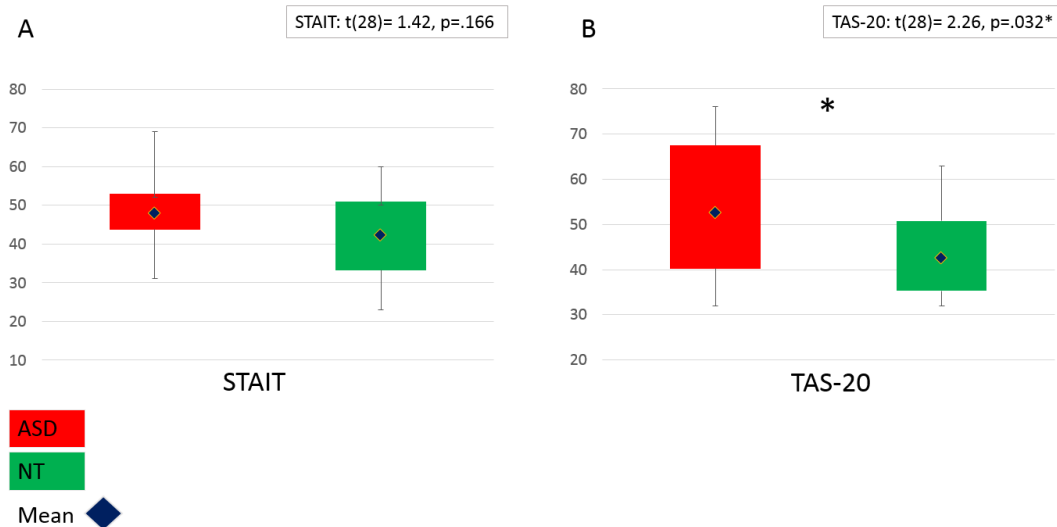 A
STAIT: t(28)= 1.42, p=.166
80
70
60
50
40
30
20
10
STAIT
B
TAS-20: t(28)= 2.26, p=.032*
80
70
60
50
40
30
20
*
TAS-20
ASD
NT
Mean